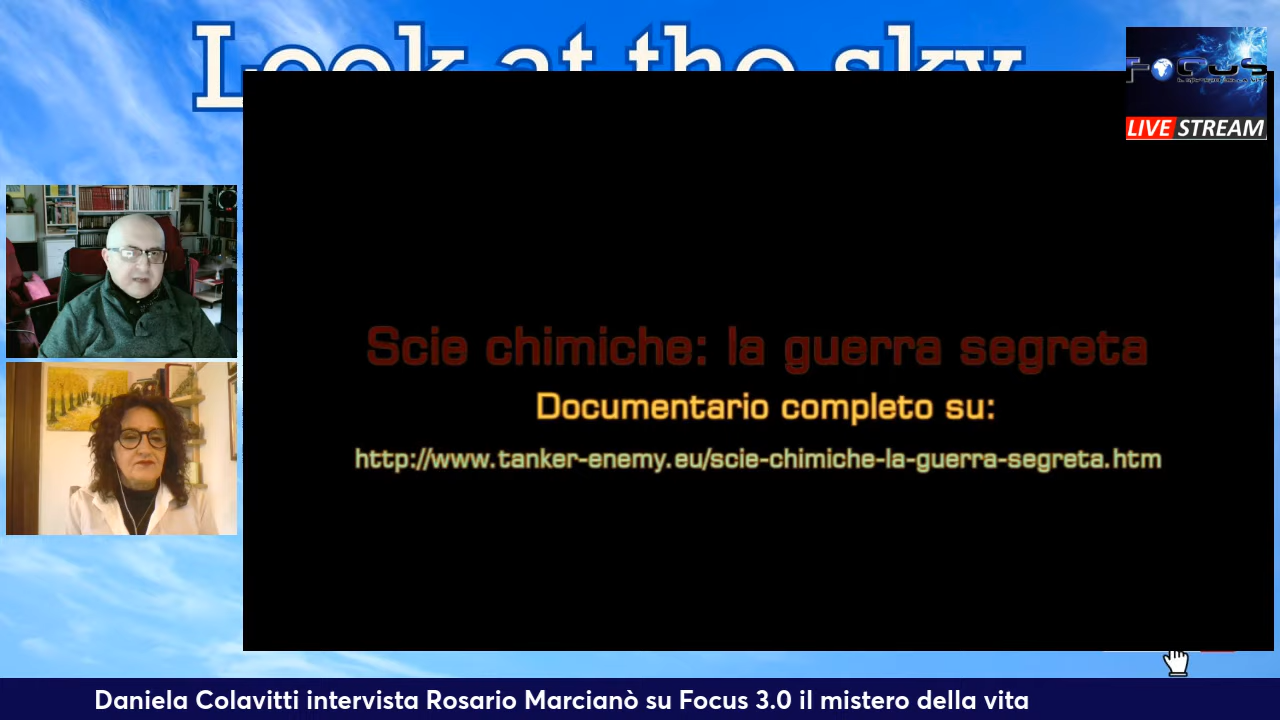 Look at the sky
FOCUS
LIVE STREAM
Scie chimiche: la guerra segreta
Documentario completo su:
http://www.tanker-enemy.eu/scie-chimiche-la-guerra-segreta.htm
Daniela Colavitti intervista Rosario Marcianò su Focus 3.0 il mistero della vita